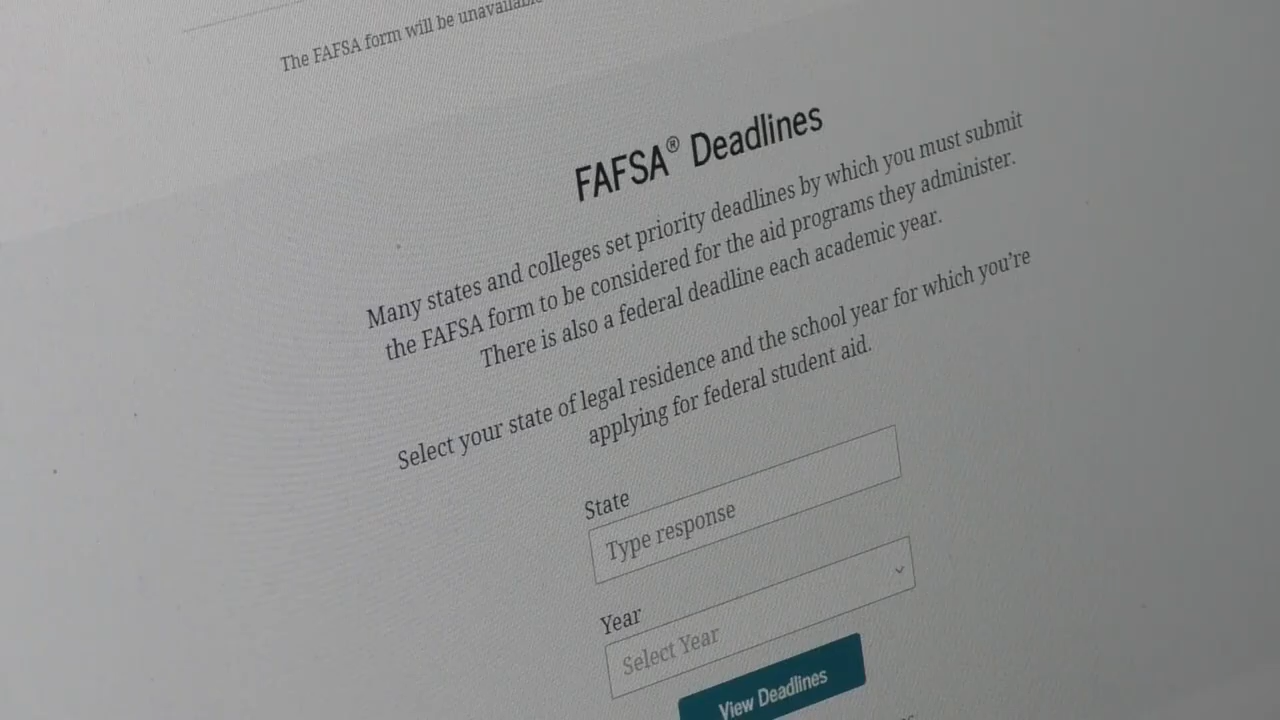 The FAFSA form will be unavailable
FAFSA® Deadlines
Many states and colleges set priority deadlines by which you must submit
the FAFSA form to be considered for the aid programs they administer.
There is also a federal deadline each academic year.
Select your state of legal residence and the school year for which you're
applying for federal student aid.
State
Type response
Year
Select Year
View Deadlines